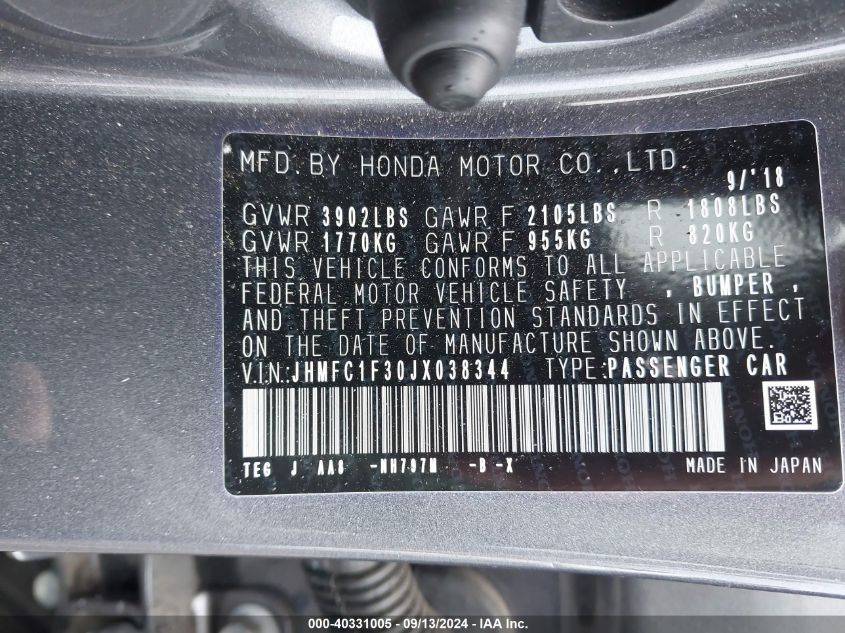 MFD. BY HONDA MOTOR CO.,LTD. 9/'18
GVWR 3902LBS GAWR F 2105LBS R 1808LBS
GVWR 1770KG GAWR F 955KG R 820KG
THIS VEHICLE CONFORMS TO ALL APPLICABLE
FEDERAL MOTOR VEHICLE SAFETY , BUMPER ,
AND THEFT PREVENTION STANDARDS IN EFFECT
ON THE DATE OF MANUFACTURE SHOWN ABOVE.
V.I.N.:JHMFC1F30JX038344 TYPE:PASSENGER CAR
TEG J AA8 -NH797M -B -X MADE IN JAPAN
000-40331005 - 09/13/2024 - IAA Inc.